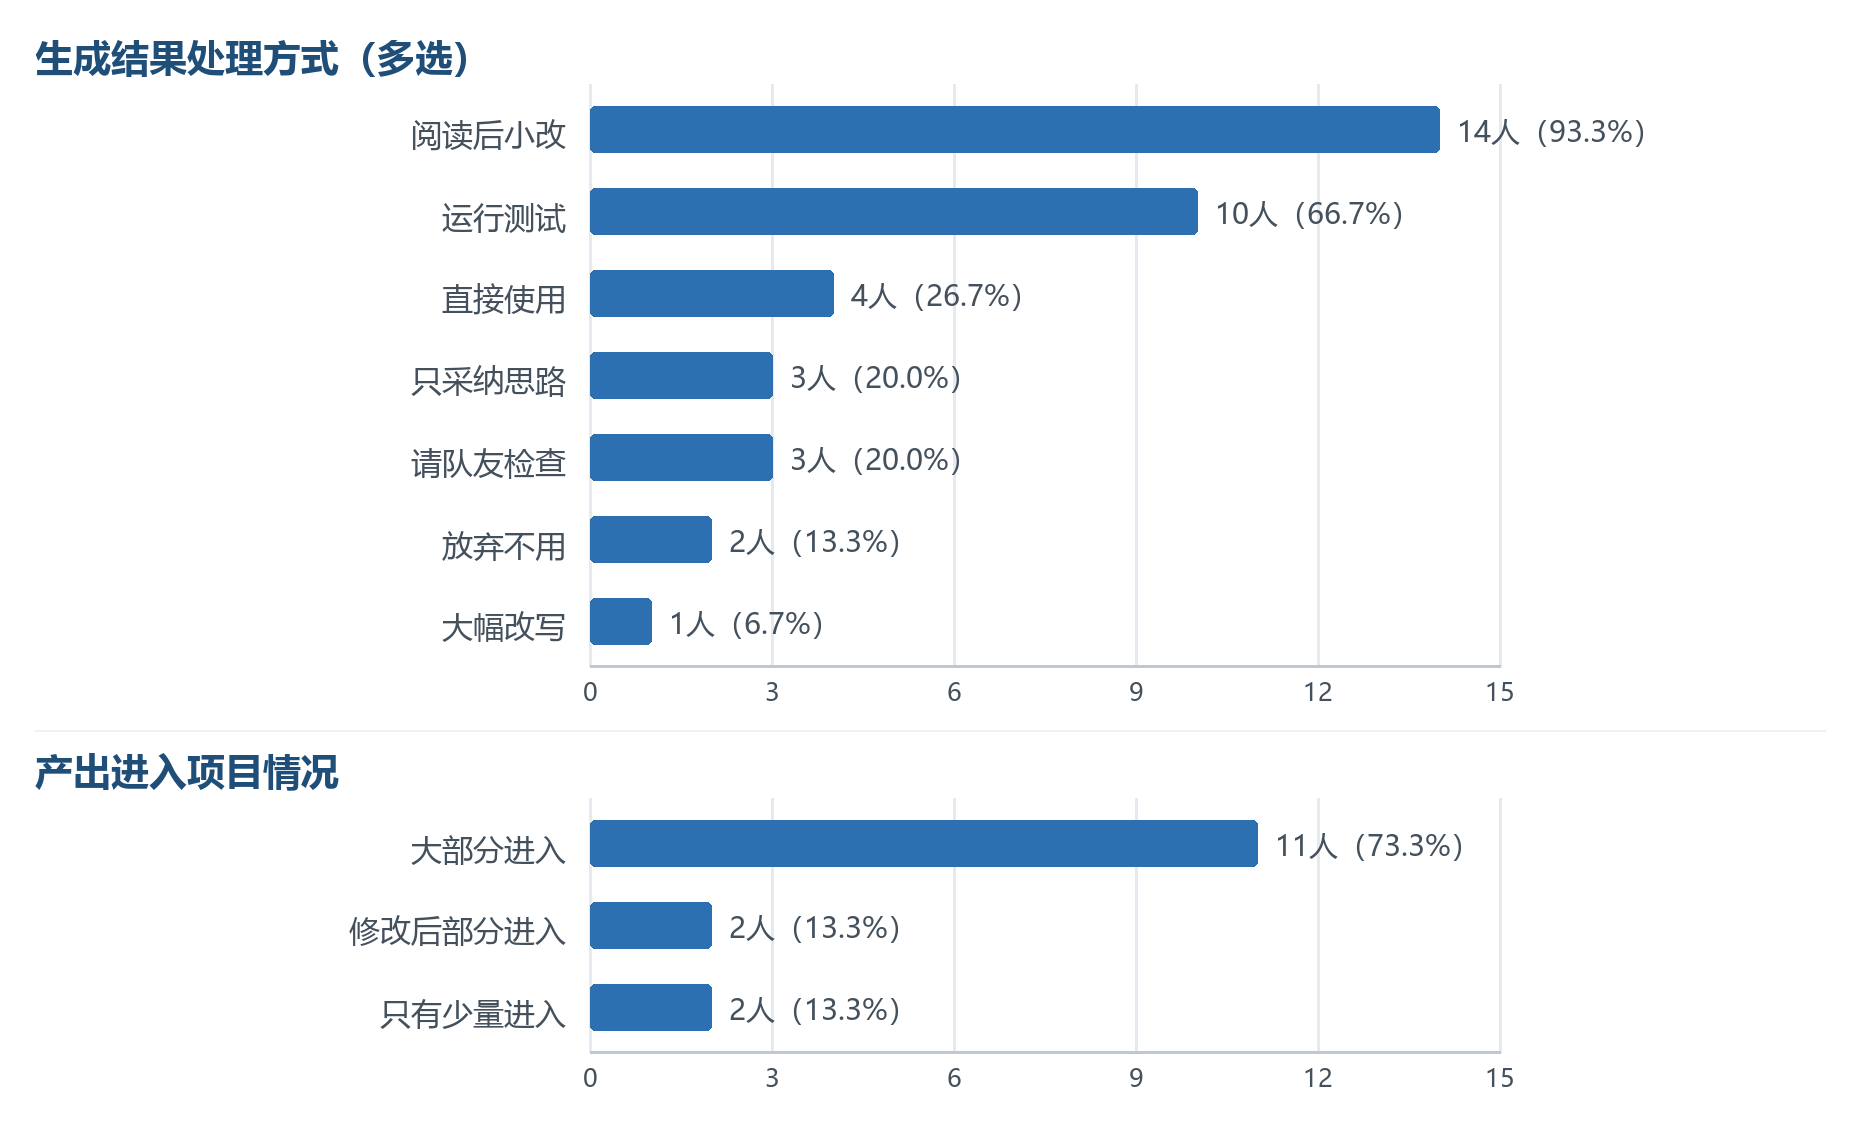 生成结果处理方式（多选）
阅读后小改 14人（93.3%）
运行测试 10人（66.7%）
直接使用 4人（26.7%）
只采纳思路 3人（20.0%）
请队友检查 3人（20.0%）
放弃不用 2人（13.3%）
大幅改写 1人（6.7%）
0 3 6 9 12 15
产出进入项目情况
大部分进入 11人（73.3%）
修改后部分进入 2人（13.3%）
只有少量进入 2人（13.3%）
0 3 6 9 12 15